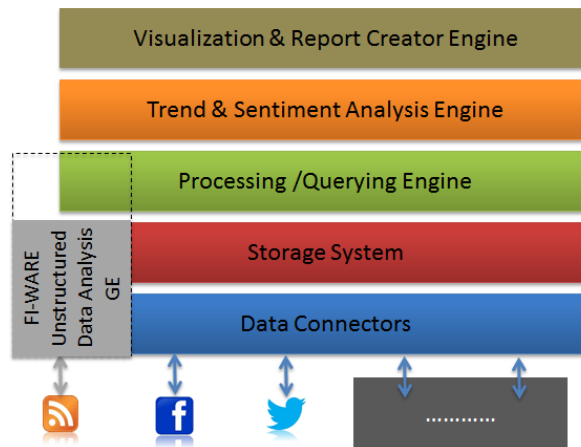 Visualization & Report Creator Engine
Trend & Sentiment Analysis Engine
Processing /Querying Engine
Storage System
Data Connectors
FI-WARE
Unstructured
Data Analysis
GE
f
.............